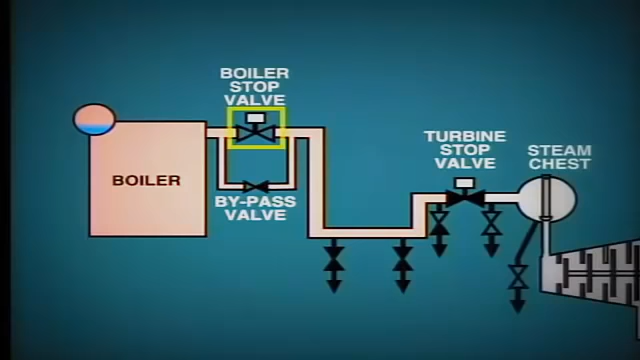 BOILER
STOP
VALVE
TURBINE
STOP
VALVE
STEAM
CHEST
BOILER
BY-PASS
VALVE